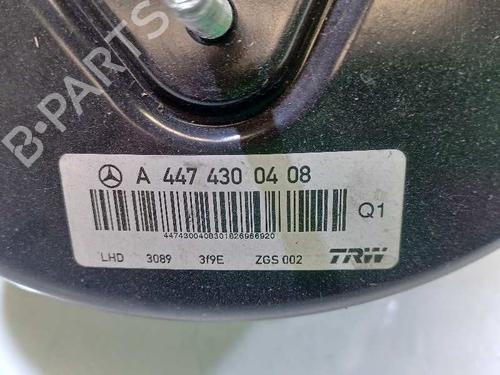 B-PARTS
A 447 430 04 08
Q1
4474300408301826986920
LHD 3089 3f9E ZGS 002 TRW